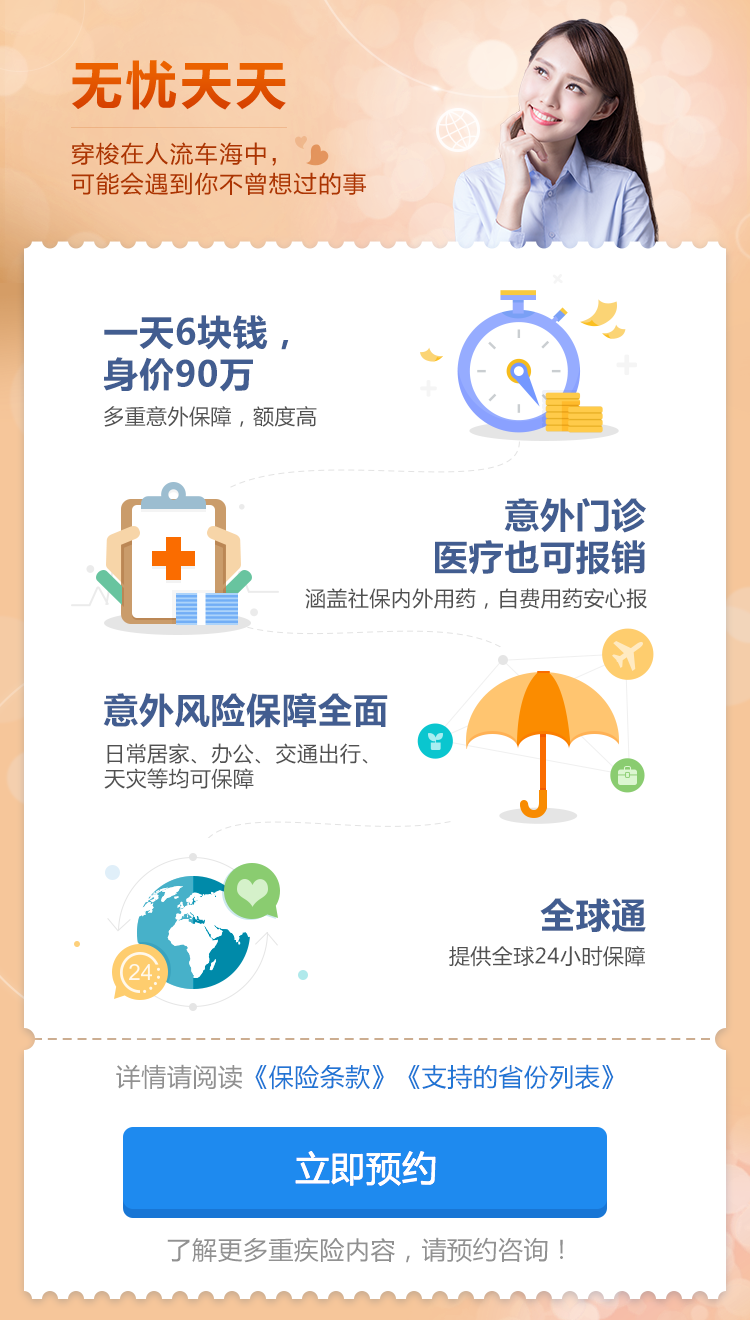 无忧天天
穿梭在人流车海中，
可能会遇到你不曾想过的事
一天6块钱，
身价90万
多重意外保障，额度高
意外门诊
医疗也可报销
涵盖社保内外用药，自费用药安心报
意外风险保障全面
日常居家、办公、交通出行、
天灾等均可保障
全球通
提供全球24小时保障
24
详情请阅读《保险条款》《支持的省份列表》
立即预约
了解更多重疾险内容，请预约咨询！